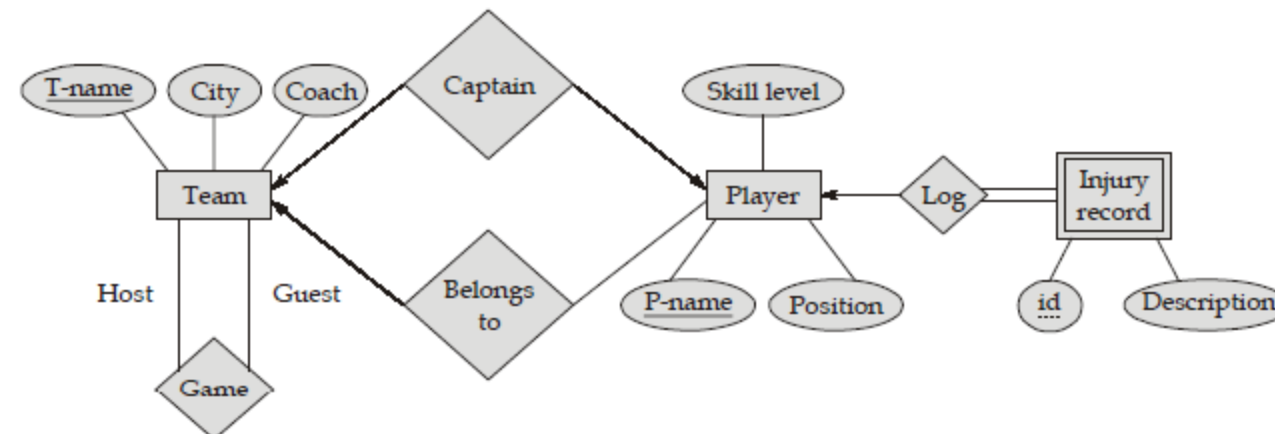 T-name
City
Coach
Captain
Skill level
Team
Player
Log
Injury
record
Host
Guest
Belongs
to
P-name
Position
id
Description
Game